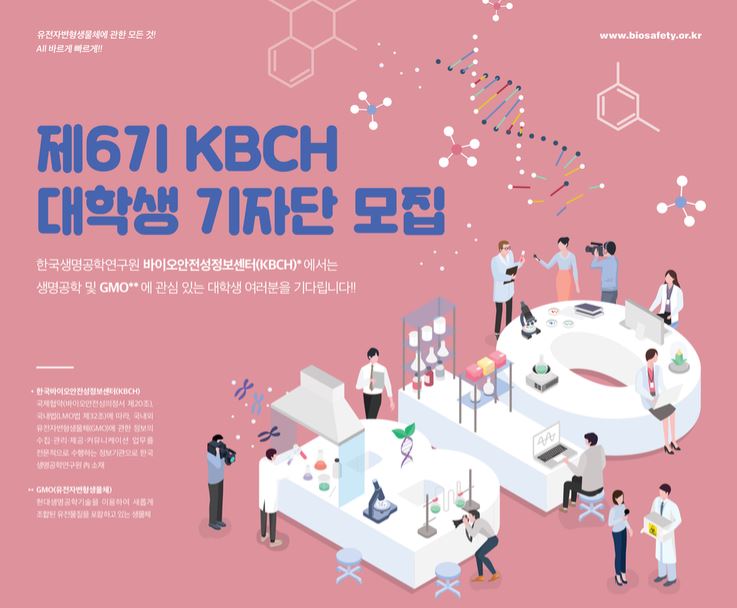 유전자변형생물체에 관한 모든 것!
All 바르게 빠르게!!
www.biosafety.or.kr
제6기 KBCH
대학생 기자단 모집
한국생명공학연구원 바이오안전성정보센터(KBCH)* 에서는
생명공학 및 GMO** 에 관심 있는 대학생 여러분을 기다립니다!!
* 한국바이오안전성정보센터(KBCH)
국제협약(바이오안전성의정서 제20조),
국내법(LMO법 제32조)에 따라, 국내외
유전자변형생물체(GMO)에 관한 정보의
수집·관리·제공·커뮤니케이션 업무를
전문적으로 수행하는 정보기관으로 한국
생명공학연구원 內 소재
** GMO(유전자변형생물체)
현대생명공학기술을 이용하여 새롭게
조합된 유전물질을 포함하고 있는 생물체